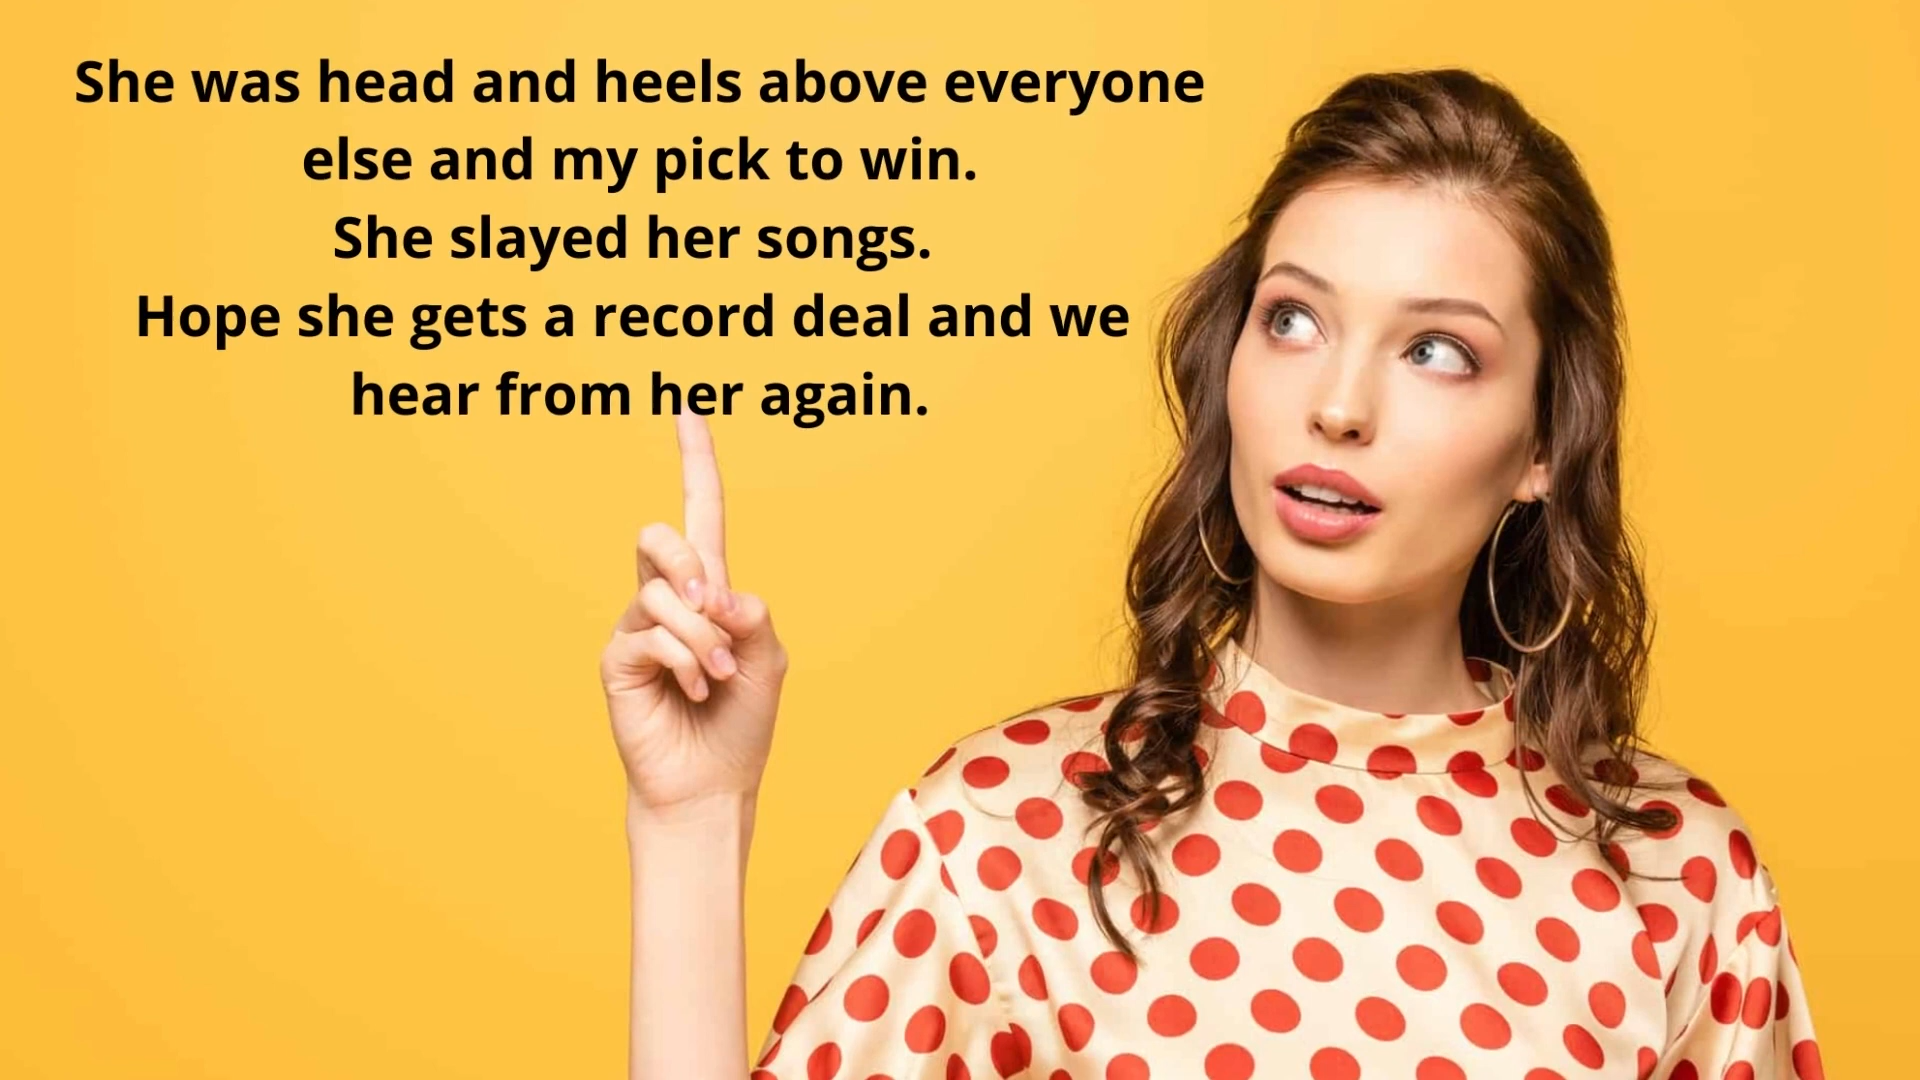 She was head and heels above everyone
else and my pick to win.
She slayed her songs.
Hope she gets a record deal and we
hear from her again.